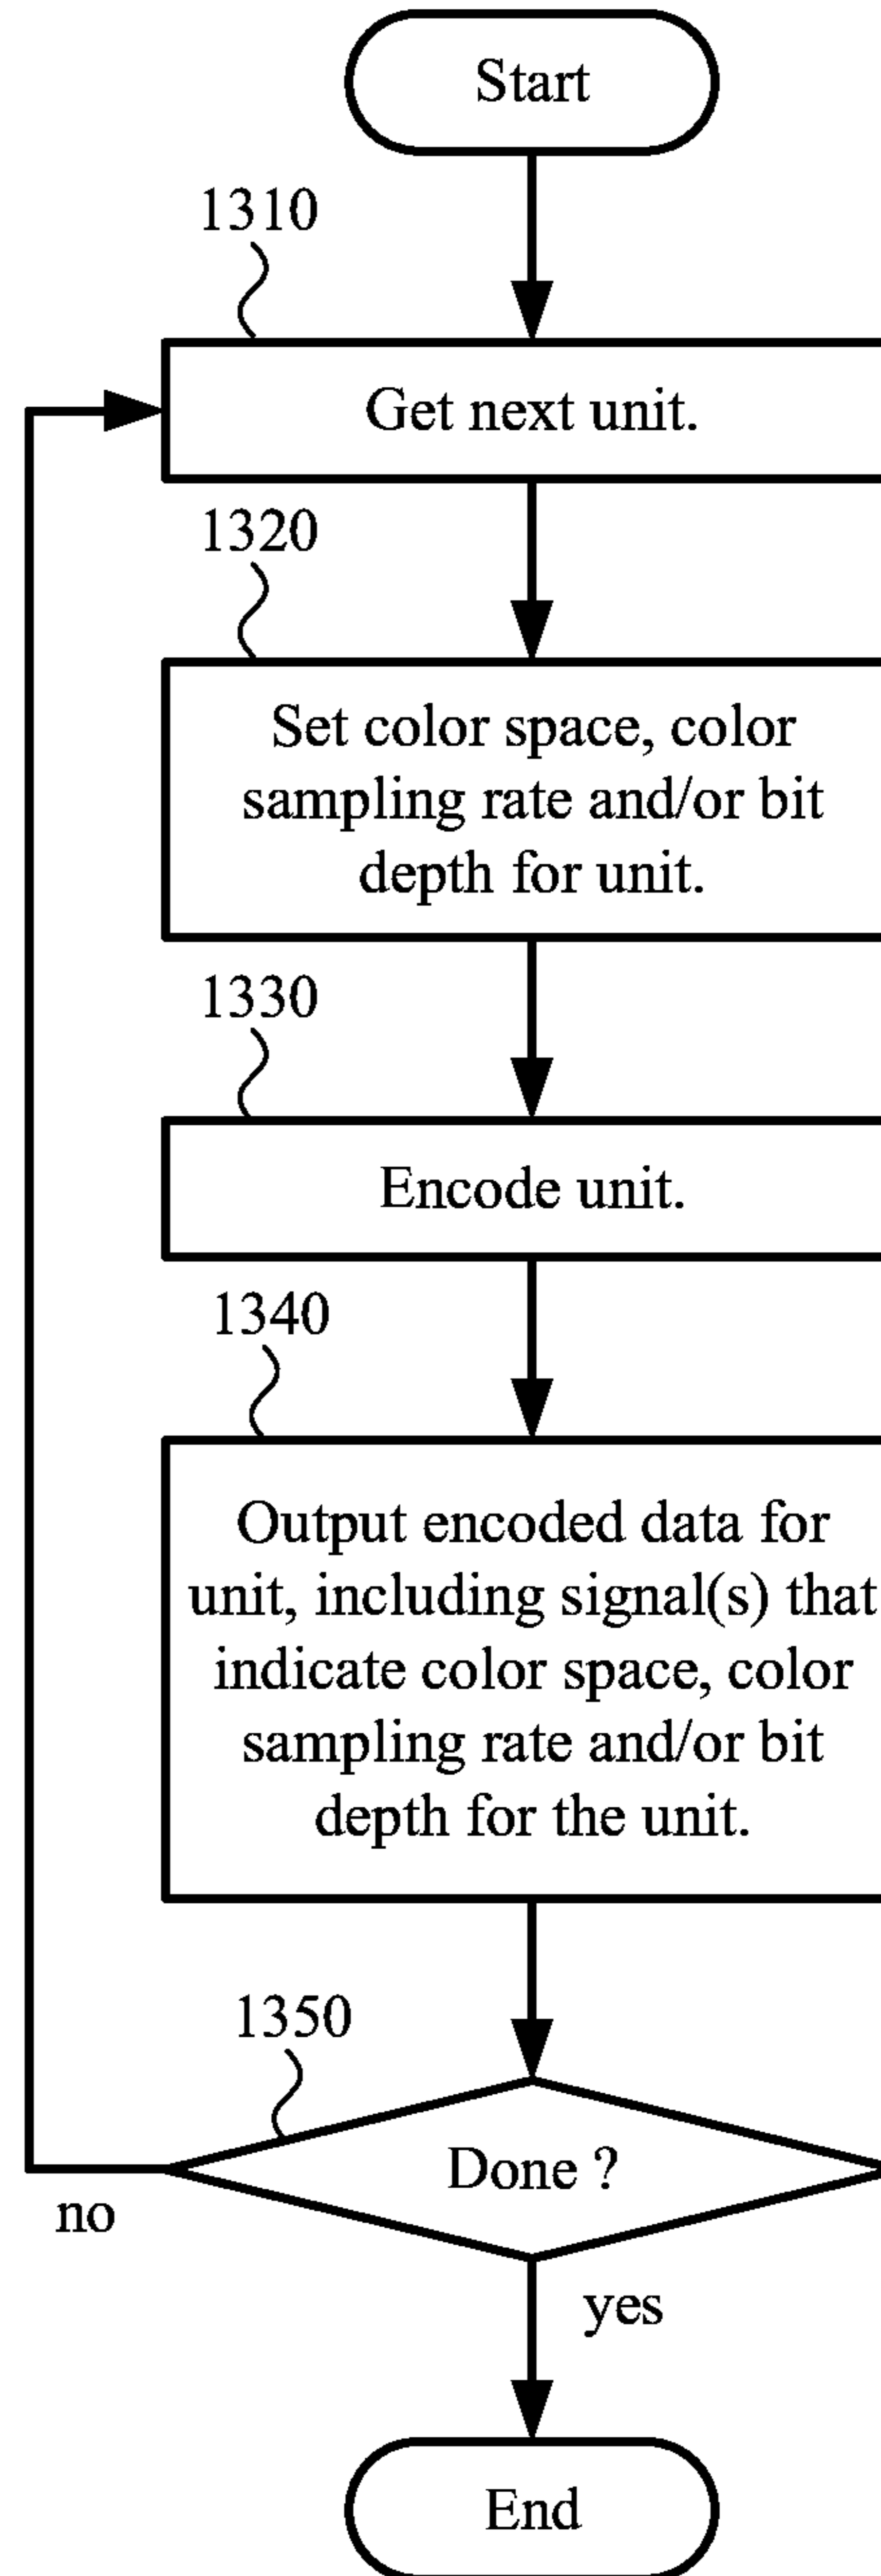 Start
1310
Get next unit.
1320
Set color space, color
sampling rate and/or bit
depth for unit.
1330
Encode unit.
1340
Output encoded data for
unit, including signal(s) that
indicate color space, color
sampling rate and/or bit
depth for the unit.
1350
Done ?
no
yes
End